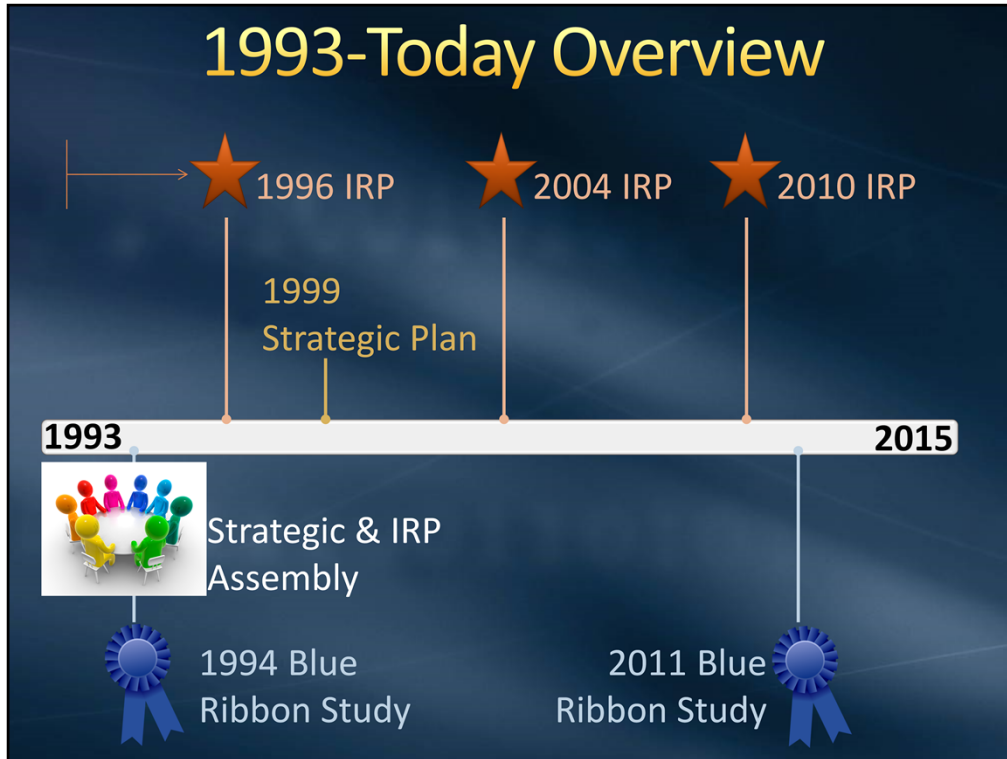 1993-Today Overview
1996 IRP
2004 IRP
2010 IRP
1999
Strategic Plan
1993
2015
Strategic & IRP
Assembly
1994 Blue
Ribbon Study
2011 Blue
Ribbon Study